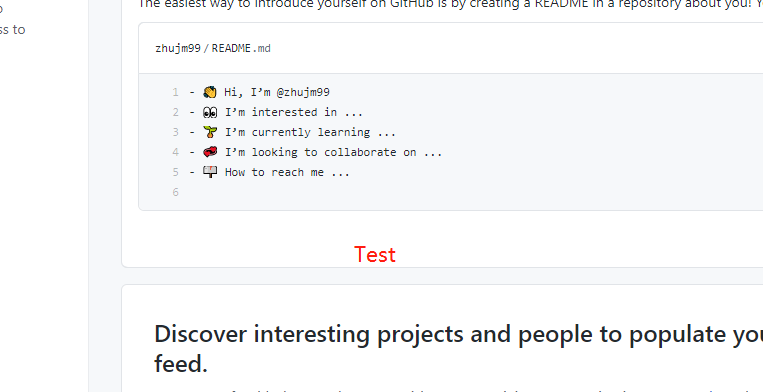 ss to
The easiest way to introduce yourself on GitHub is by creating a README in a repository about you!
zhujm99 / README.md
1 - 👋 Hi, I’m @zhujm99
2 - 👀 I’m interested in ...
3 - 🌱 I’m currently learning ...
4 - 💞️ I’m looking to collaborate on ...
5 - 📫 How to reach me ...
6
Test
Discover interesting projects and people to populate you
feed.